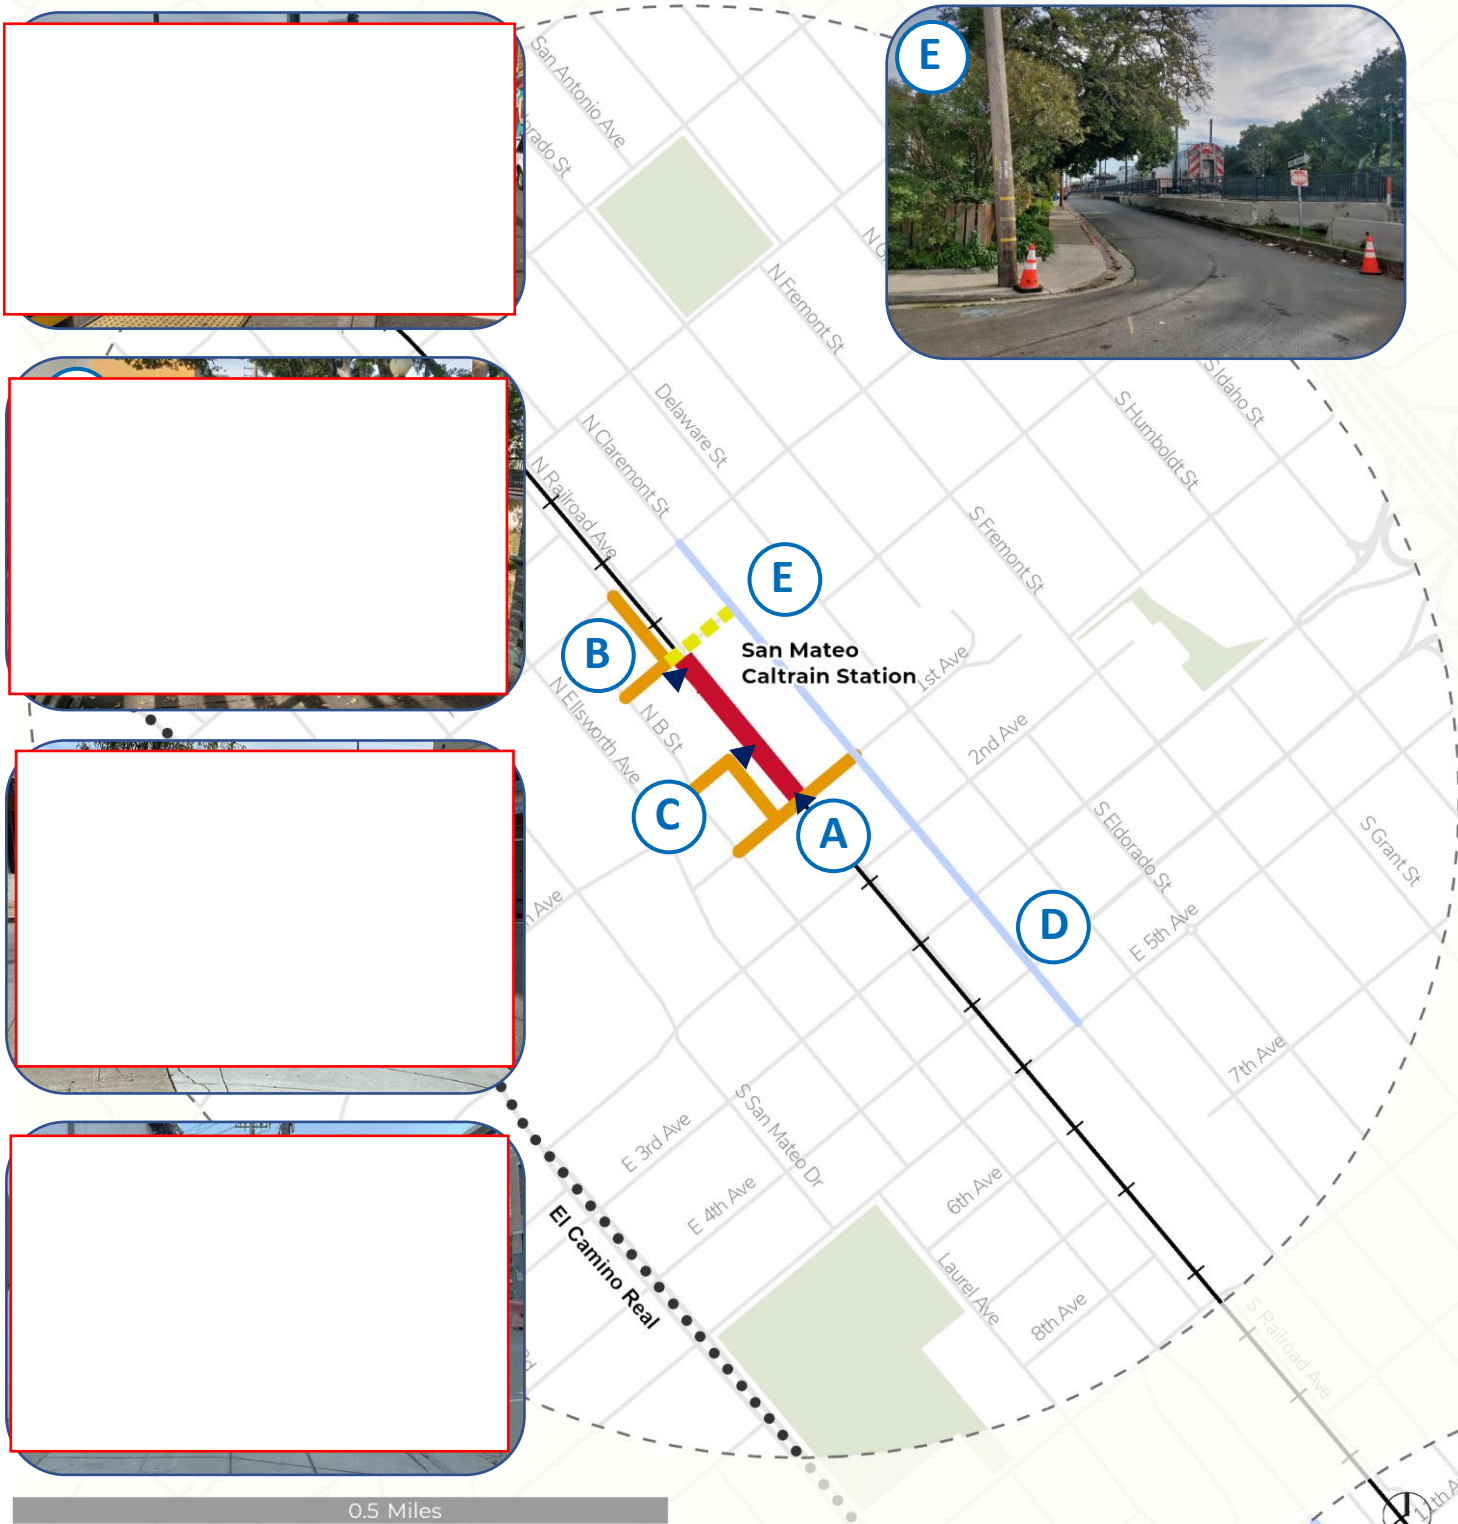 E
San Antonio Ave
N Fremont St
Delaware St
N Claremont St
N Railroad Ave
S Idaho St
S Humboldt St
S Fremont St
E
B
San Mateo
Caltrain Station
1st Ave
N Ellsworth Ave
N B St
2nd Ave
C
A
S Eldorado St
S Grant St
D
E 5th Ave
7th Ave
S San Mateo Dr
E 3rd Ave
E 4th Ave
6th Ave
El Camino Real
Laurel Ave
8th Ave
S Railroad Ave
0.5 Miles